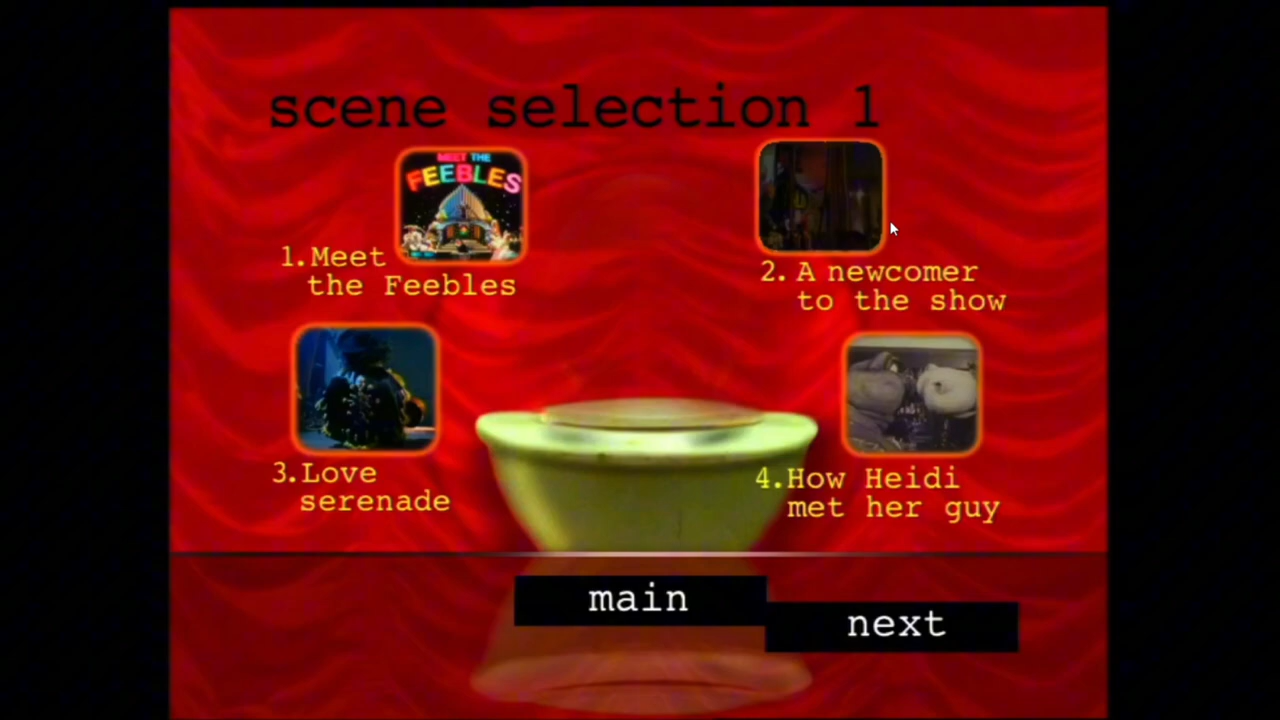 scene selection 1
MEET THE
FEEBLES
1.Meet
the Feebles
2. A newcomer
to the show
3.Love
serenade
4.How Heidi
met her guy
main
next